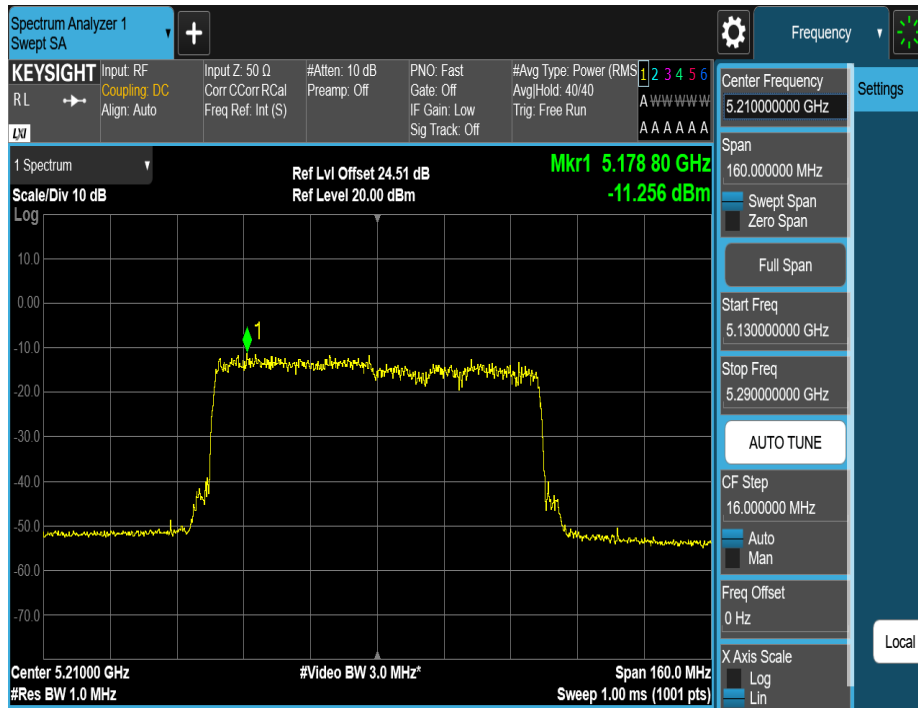 Spectrum Analyzer 1
Swept SA
+
Frequency
KEYSIGHT
R L
LXI
Input: RF
Coupling: DC
Align: Auto
Input Z: 50 Ω
Corr CCorr RCal
Freq Ref: Int (S)
#Atten: 10 dB
Preamp: Off
PNO: Fast
Gate: Off
IF Gain: Low
Sig Track: Off
#Avg Type: Power (RMS
Avg|Hold: 40/40
Trig: Free Run
1 2 3 4 5 6
A W W W W W
A A A A A A
1 Spectrum
Scale/Div 10 dB
Log
Ref Lvl Offset 24.51 dB
Ref Level 20.00 dBm
Mkr1 5.178 80 GHz
-11.256 dBm
10.0
0.00
-10.0
-20.0
-30.0
-40.0
-50.0
-60.0
-70.0
1
Center 5.21000 GHz
#Res BW 1.0 MHz
#Video BW 3.0 MHz*
Span 160.0 MHz
Sweep 1.00 ms (1001 pts)
Center Frequency
5.210000000 GHz
Span
160.000000 MHz
Swept Span
Zero Span
Full Span
Start Freq
5.130000000 GHz
Stop Freq
5.290000000 GHz
AUTO TUNE
CF Step
16.000000 MHz
Auto
Man
Freq Offset
0 Hz
X Axis Scale
Log
Lin
Settings
Local